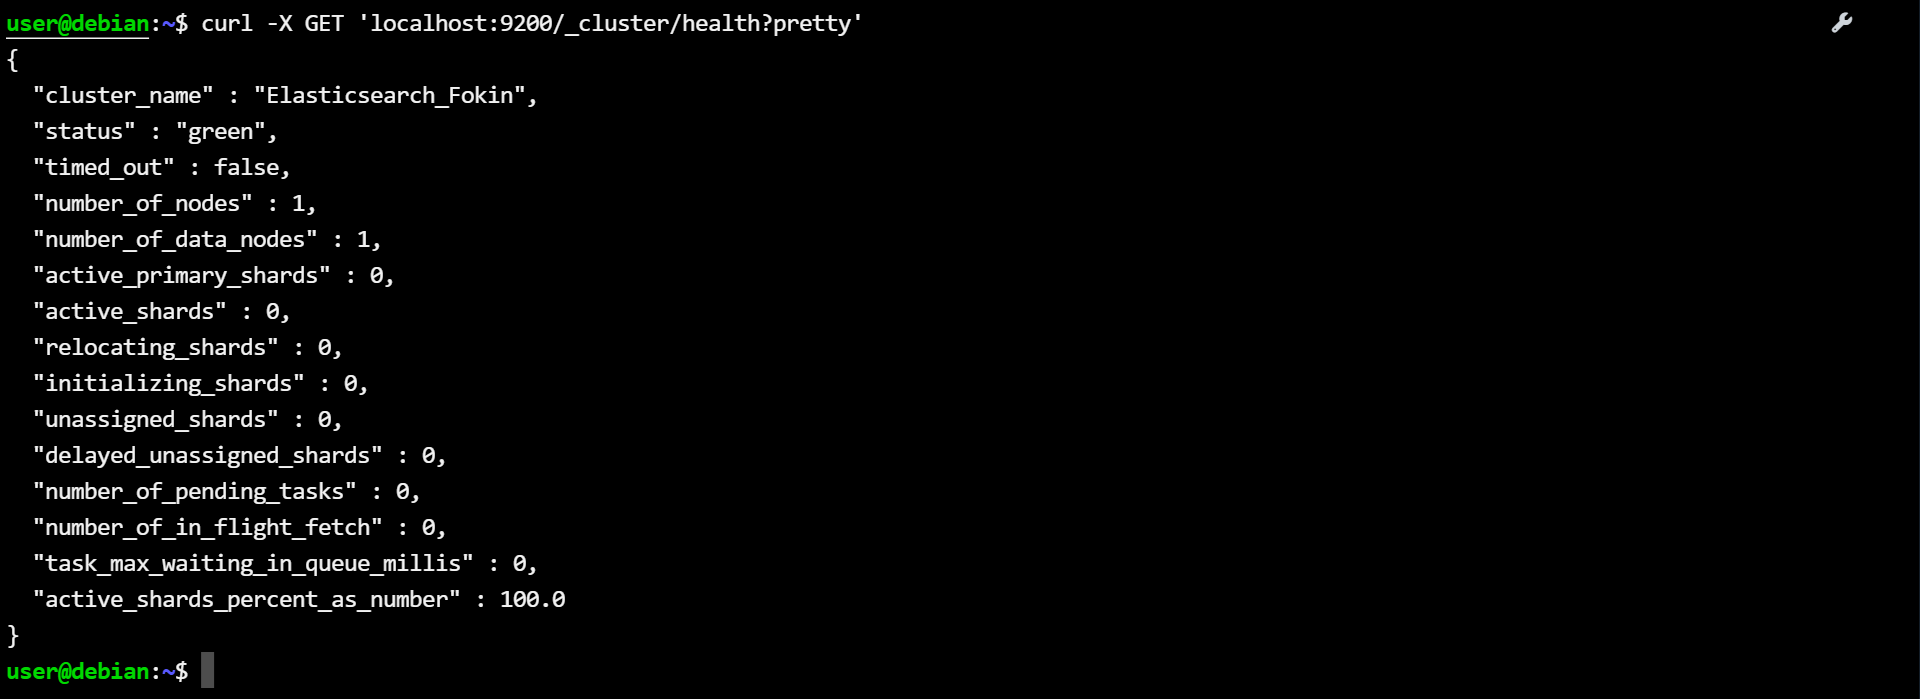 user@debian:~$ curl -X GET 'localhost:9200/_cluster/health?pretty'
{
  "cluster_name" : "Elasticsearch_Fokin",
  "status" : "green",
  "timed_out" : false,
  "number_of_nodes" : 1,
  "number_of_data_nodes" : 1,
  "active_primary_shards" : 0,
  "active_shards" : 0,
  "relocating_shards" : 0,
  "initializing_shards" : 0,
  "unassigned_shards" : 0,
  "delayed_unassigned_shards" : 0,
  "number_of_pending_tasks" : 0,
  "number_of_in_flight_fetch" : 0,
  "task_max_waiting_in_queue_millis" : 0,
  "active_shards_percent_as_number" : 100.0
}
user@debian:~$